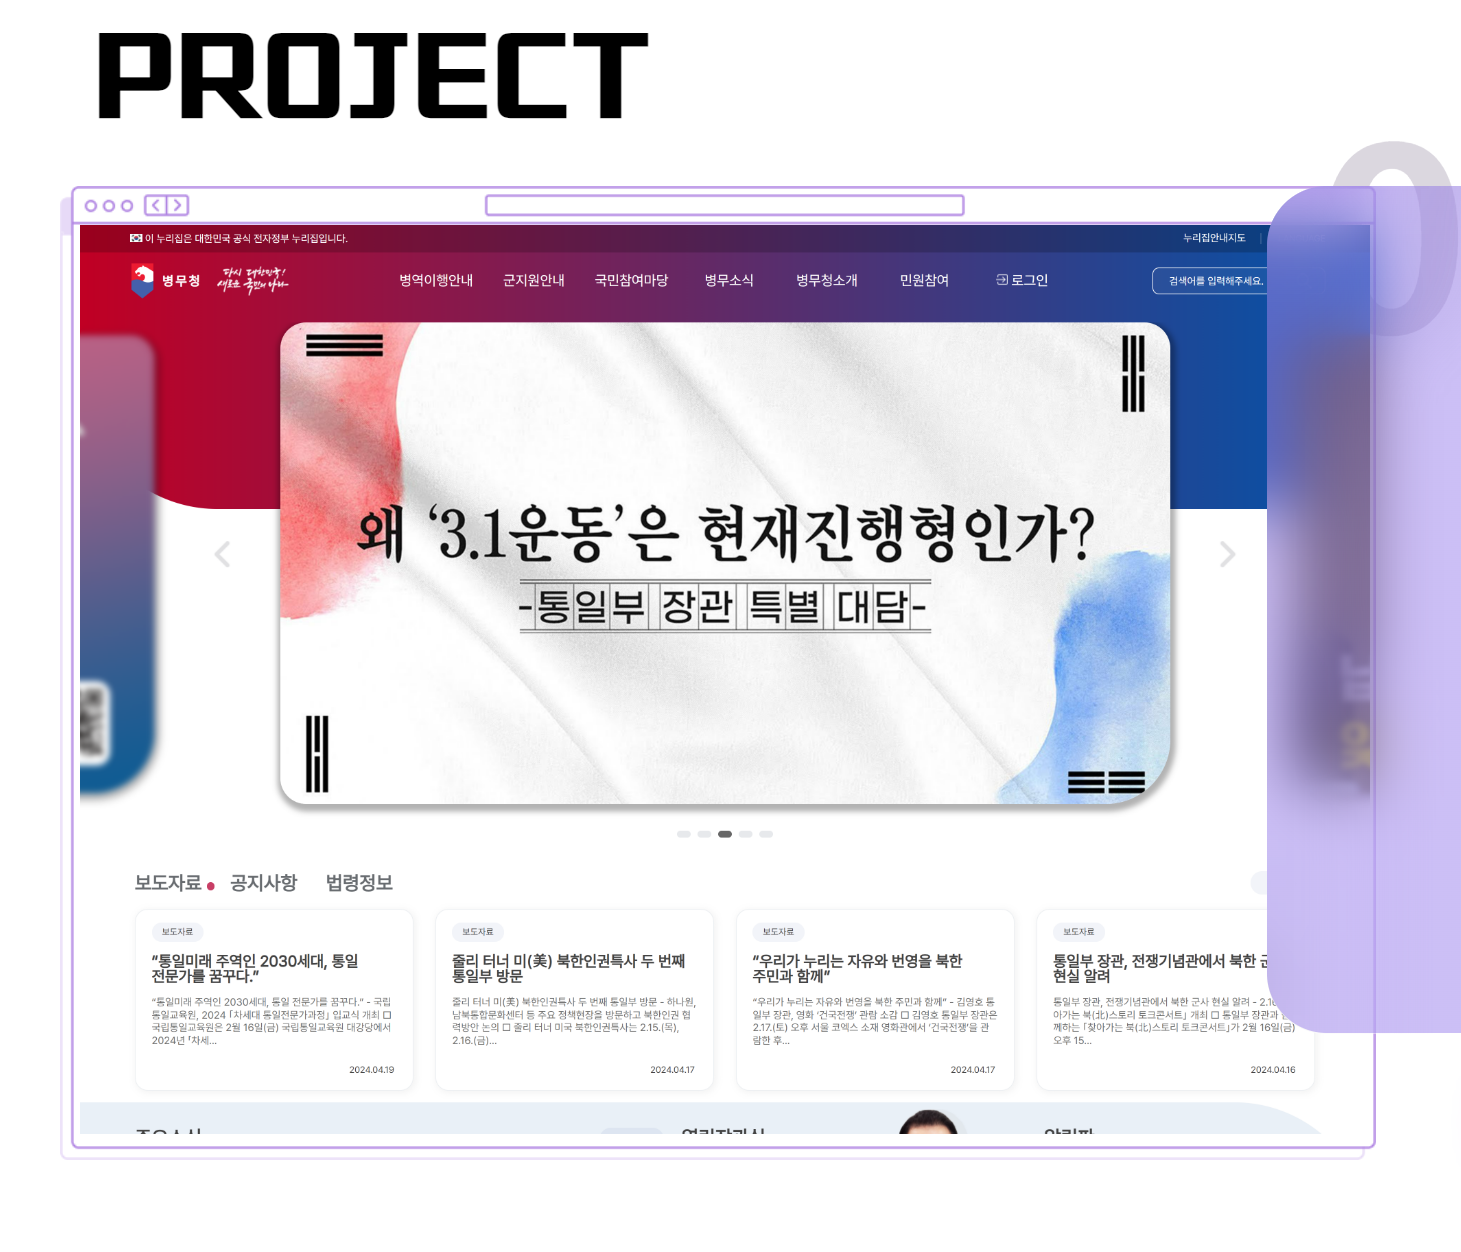 PROJECT
0
이 누리집은 대한민국 공식 전자정부 누리집입니다.
누리집안내지도
병무청
다시 대한민국!
새로운 국민의 나라
병역이행안내 군지원안내 국민참여마당 병무소식 병무청소개 민원참여 로그인
검색어를 입력해주세요.
왜 ‘3.1운동’은 현재진행형인가?
-통일부 장관 특별 대담-
보도자료 공지사항 법령정보
보도자료
“통일미래 주역인 2030세대, 통일
전문가를 꿈꾸다.”
“통일미래 주역인 2030세대, 통일 전문가를 꿈꾸다.” - 국립
통일교육원, 2024 「차세대 통일전문가과정」 입교식 개최 □
국립통일교육원은 2월 16일(금) 국립통일교육원 대강당에서
2024년 「차세...
2024.04.19
보도자료
줄리 터너 미(美) 북한인권특사 두 번째
통일부 방문
줄리 터너 미(美) 북한인권특사 두 번째 통일부 방문 - 하나원,
남북통합문화센터 등 주요 정책현장을 방문하고 북한인권 협
력방안 논의 □ 줄리 터너 미국 북한인권특사는 2.15.(목),
2.16.(금)...
2024.04.17
보도자료
“우리가 누리는 자유와 번영을 북한
주민과 함께”
“우리가 누리는 자유와 번영을 북한 주민과 함께” - 김영호 통
일부 장관, 영화 ‘건국전쟁’ 관람 소감 □ 김영호 통일부 장관은
2.17.(토) 오후 서울 코엑스 소재 영화관에서 ‘건국전쟁’을 관
람한 후...
2024.04.17
보도자료
통일부 장관, 전쟁기념관에서 북한
현실 알려
통일부 장관, 전쟁기념관에서 북한 군사 현실 알려 - 2.16
아가는 북(北)스토리 토크콘서트」 개최 □ 통일부 장관과
께하는 「찾아가는 북(北)스토리 토크콘서트」가 2월 16일(금)
오후 15...
2024.04.16